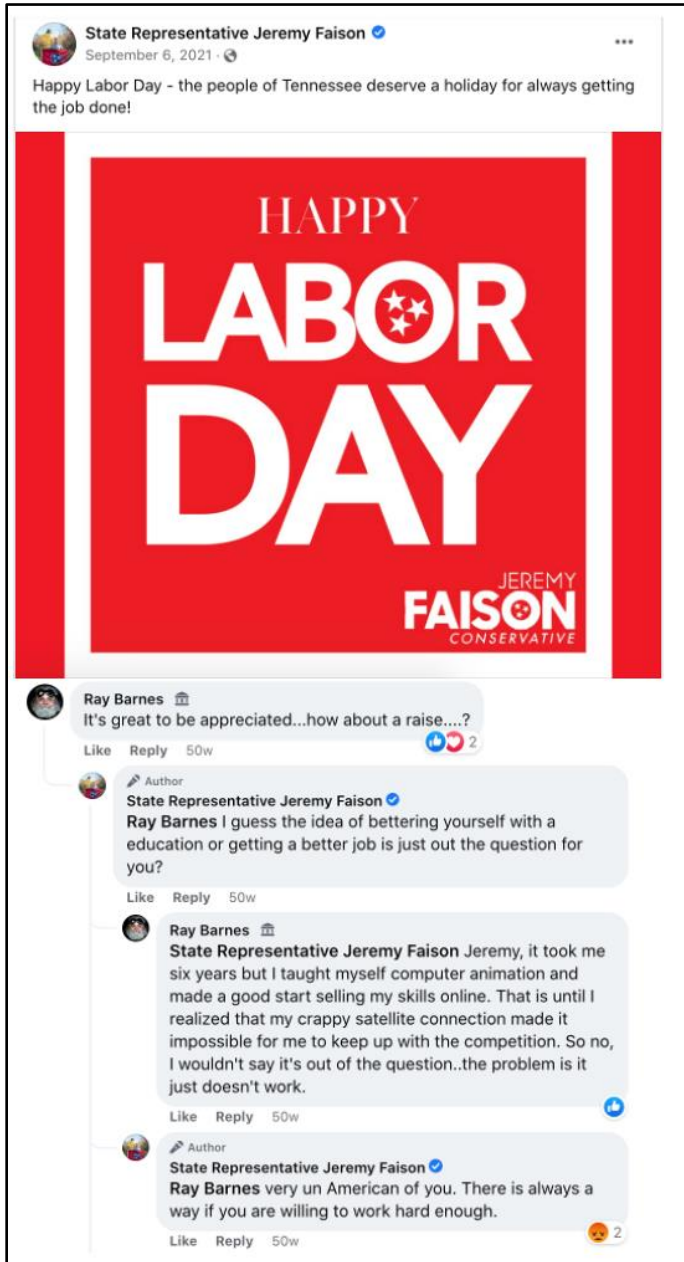 State Representative Jeremy Faison
September 6, 2021 ·
Happy Labor Day - the people of Tennessee deserve a holiday for always getting
the job done!
HAPPY
LABOR
DAY
JEREMY
FAISON
CONSERVATIVE
Ray Barnes
It's great to be appreciated...how about a raise....?
2
Like Reply 50w
Author
State Representative Jeremy Faison
Ray Barnes I guess the idea of bettering yourself with a
education or getting a better job is just out the question for
you?
Like Reply 50w
Ray Barnes
State Representative Jeremy Faison Jeremy, it took me
six years but I taught myself computer animation and
made a good start selling my skills online. That is until I
realized that my crappy satellite connection made it
impossible for me to keep up with the competition. So no,
I wouldn't say it's out of the question..the problem is it
just doesn't work.
Like Reply 50w
Author
State Representative Jeremy Faison
Ray Barnes very un American of you. There is always a
way if you are willing to work hard enough.
2
Like Reply 50w